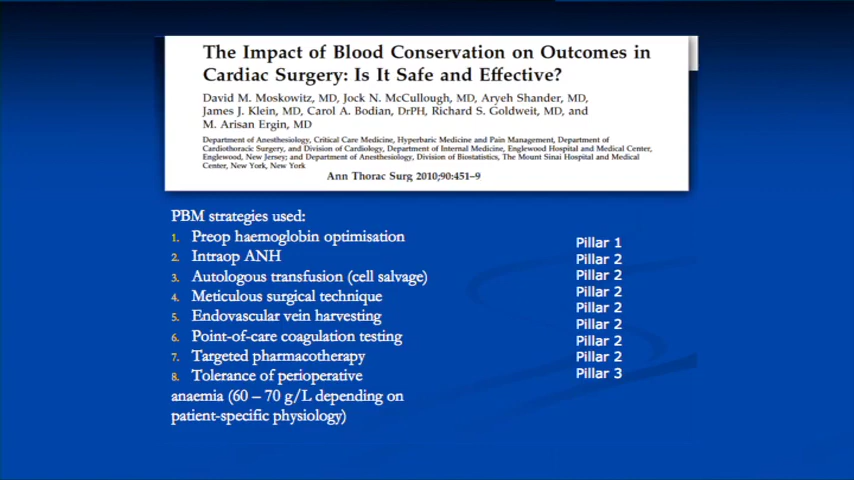 The Impact of Blood Conservation on Outcomes in
Cardiac Surgery: Is It Safe and Effective?
David M. Moskowitz, MD, Jock N. McCullough, MD, Aryeh Shander, MD,
James J. Klein, MD, Carol A. Bodian, DrPH, Richard S. Goldweit, MD, and
M. Arisan Ergin, MD
Department of Anesthesiology, Critical Care Medicine, Hyperbaric Medicine and Pain Management, Department of
Cardiothoracic Surgery, and Division of Cardiology, Department of Internal Medicine, Englewood Hospital and Medical Center,
Englewood, New Jersey; and Department of Anesthesiology, Division of Biostatistics, The Mount Sinai Hospital and Medical
Center, New York, New York
Ann Thorac Surg 2010;90:451–9
PBM strategies used:
1. Preop haemoglobin optimisation
2. Intraop ANH
3. Autologous transfusion (cell salvage)
4. Meticulous surgical technique
5. Endovascular vein harvesting
6. Point-of-care coagulation testing
7. Targeted pharmacotherapy
8. Tolerance of perioperative
anaemia (60 – 70 g/L depending on
patient-specific physiology)
Pillar 1
Pillar 2
Pillar 2
Pillar 2
Pillar 2
Pillar 2
Pillar 2
Pillar 2
Pillar 3